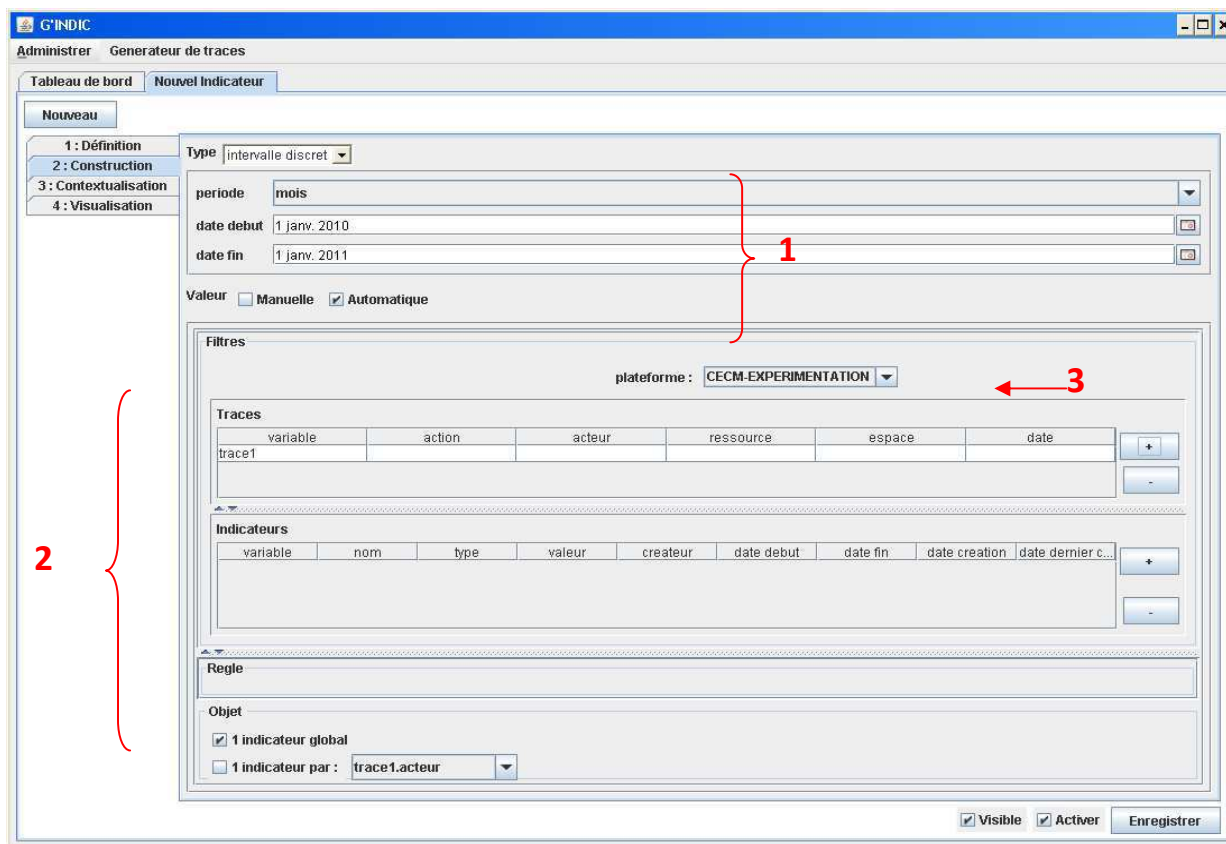 G'INDIC
Administrer Generateur de traces
Tableau de bord Nouvel Indicateur
Nouveau
1 : Définition
2 : Construction
3 : Contextualisation
4 : Visualisation
Type intervalle discret
periode mois
date debut 1 janv. 2010
date fin 1 janv. 2011
1
Valeur Manuelle Automatique
Filtres
plateforme : CECM-EXPERIMENTATION
3
Traces
variable action acteur ressource espace date
trace1
+
-
Indicateurs
variable nom type valeur createur date debut date fin date creation date dernier c...
+
-
2
Regle
Objet
1 indicateur global
1 indicateur par : trace1.acteur
Visible Activer Enregistrer